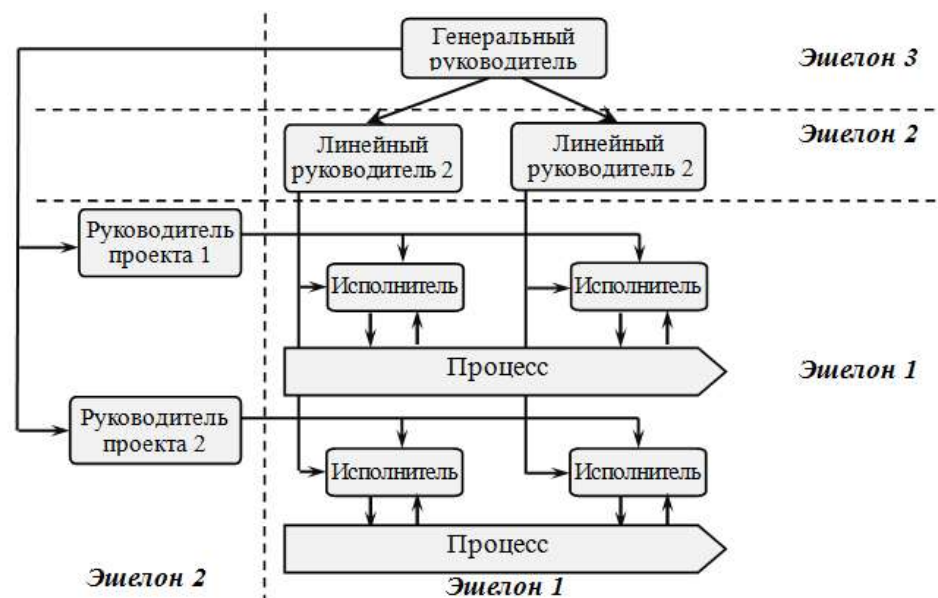 Генеральный
руководитель
Эшелон 3
Линейный
руководитель 2
Линейный
руководитель 2
Эшелон 2
Руководитель
проекта 1
Исполнитель
Исполнитель
Процесс
Эшелон 1
Руководитель
проекта 2
Исполнитель
Исполнитель
Процесс
Эшелон 2
Эшелон 1